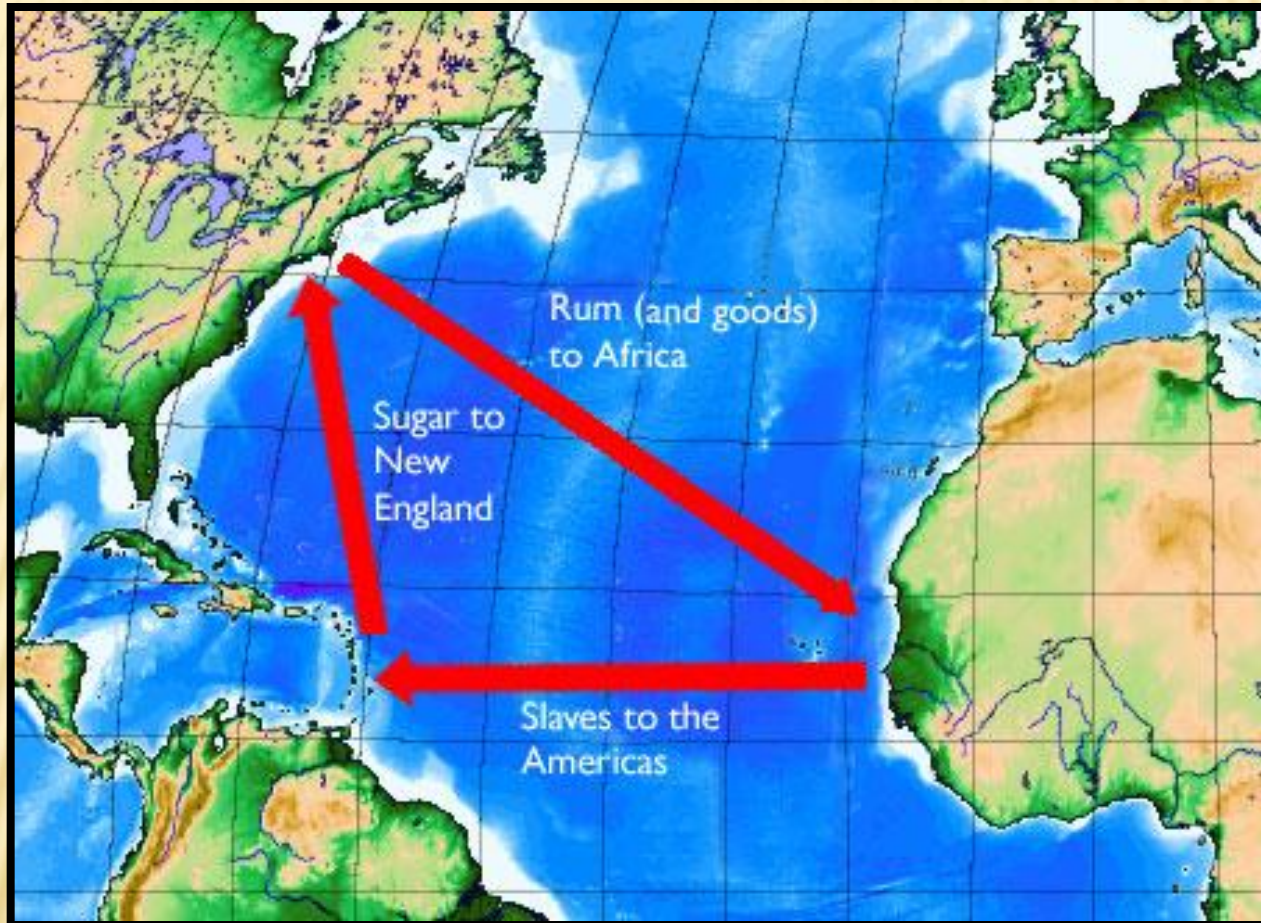 Rum (and goods)
to Africa
Sugar to
New
England
Slaves to the
Americas